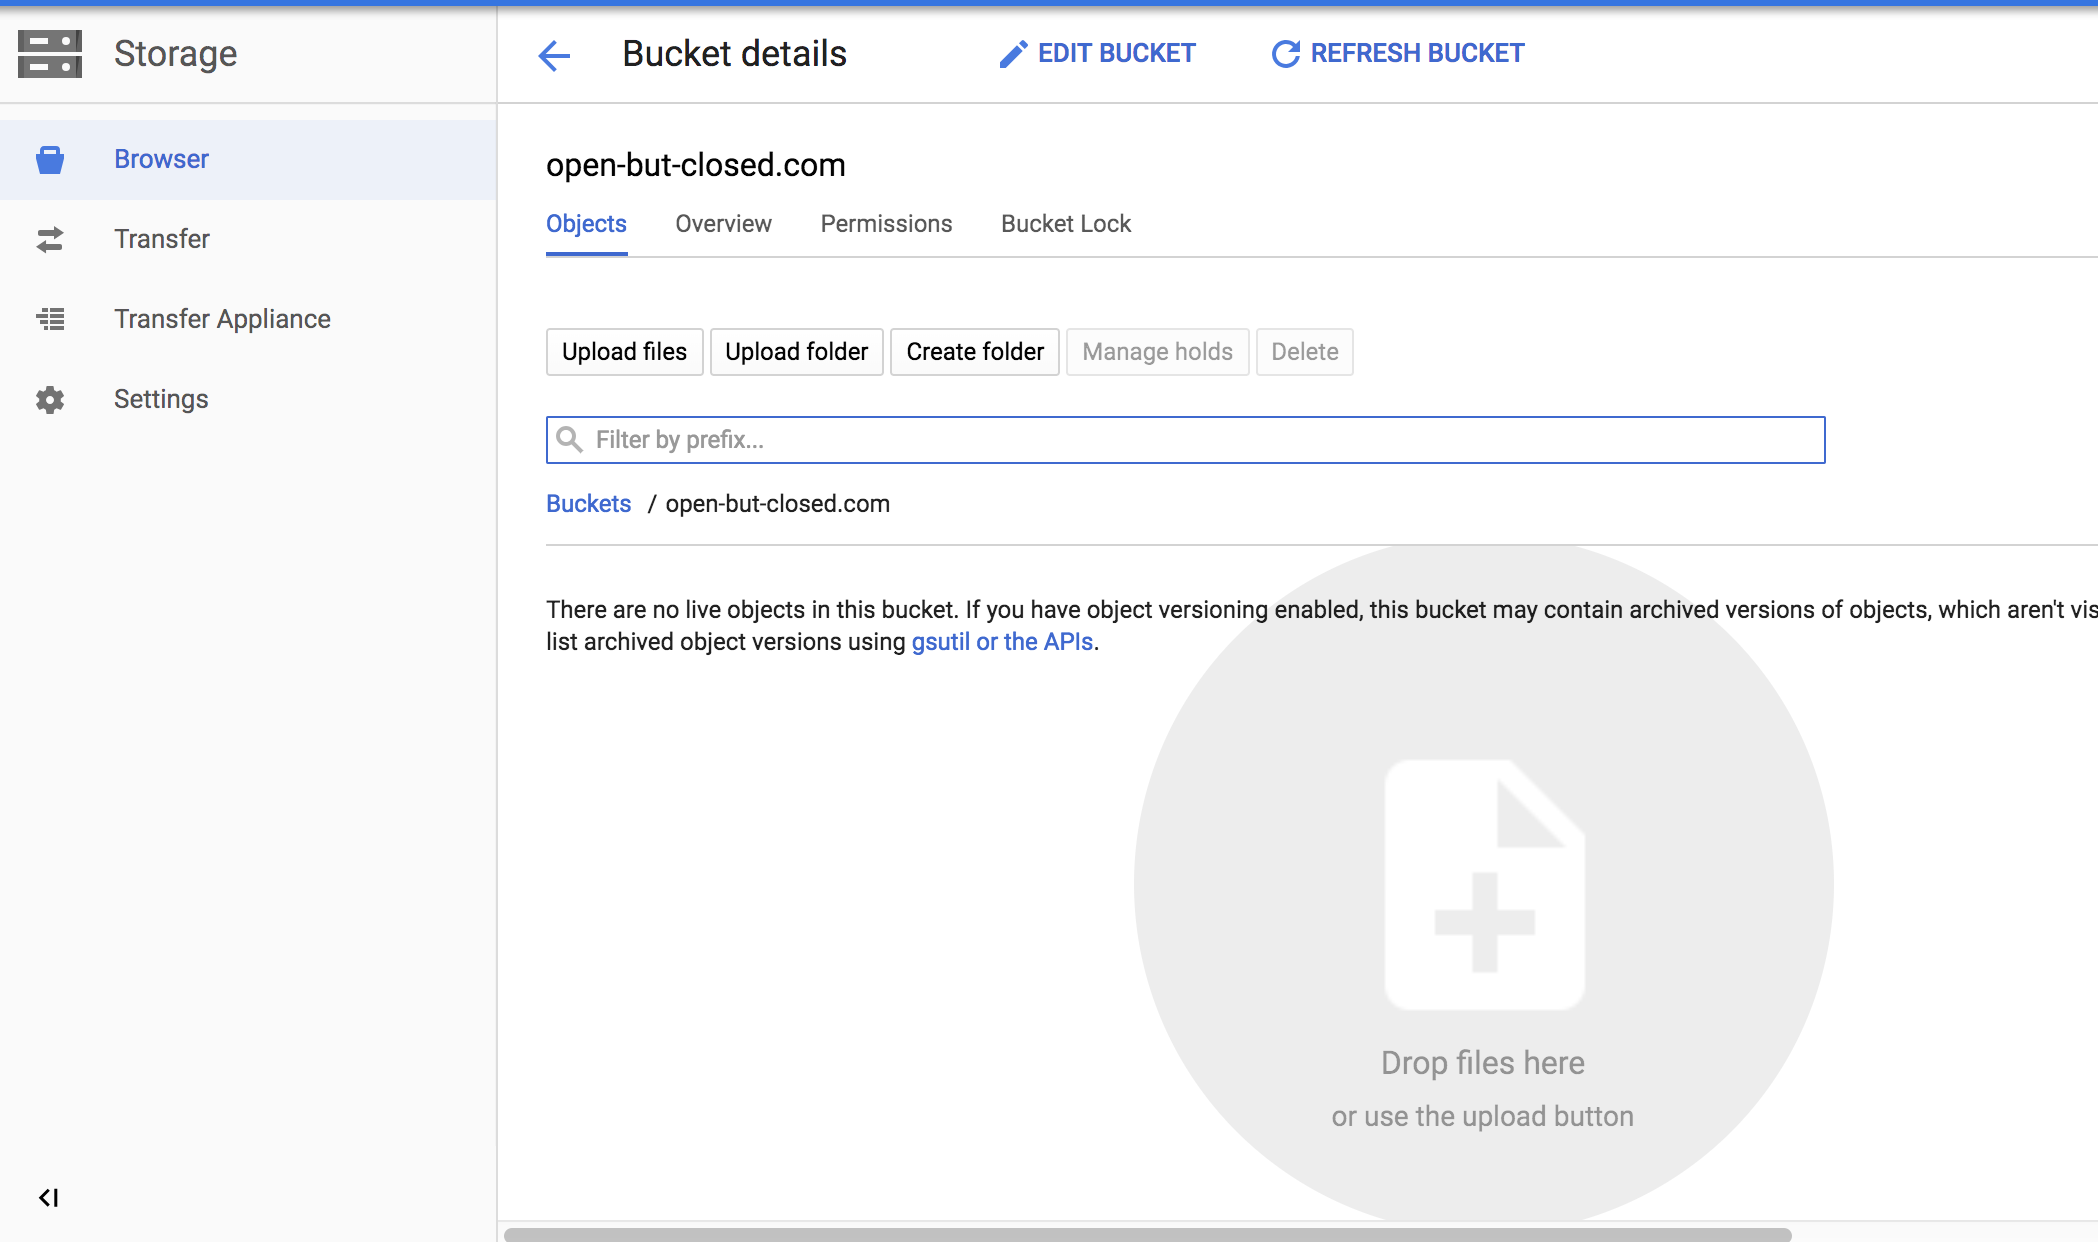 Storage
Bucket details
EDIT BUCKET
REFRESH BUCKET
Browser
Transfer
Transfer Appliance
Settings
open-but-closed.com
Objects Overview Permissions Bucket Lock
Upload files Upload folder Create folder Manage holds Delete
Filter by prefix...
Buckets / open-but-closed.com
There are no live objects in this bucket. If you have object versioning enabled, this bucket may contain archived versions of objects, which aren't
list archived object versions using gsutil or the APIs.
Drop files here
or use the upload button